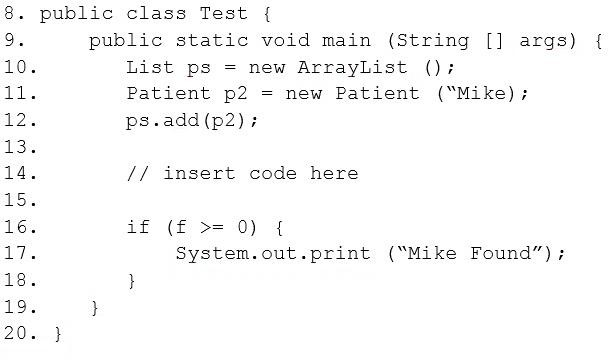 8. public class Test {
9.     public static void main (String [] args) {
10.       List ps = new ArrayList ();
11.       Patient p2 = new Patient (“Mike);
12.       ps.add(p2);
13.
14.       // insert code here
15.
16.       if (f >= 0) {
17.           System.out.print (“Mike Found”);
18.       }
19.    }
20. }